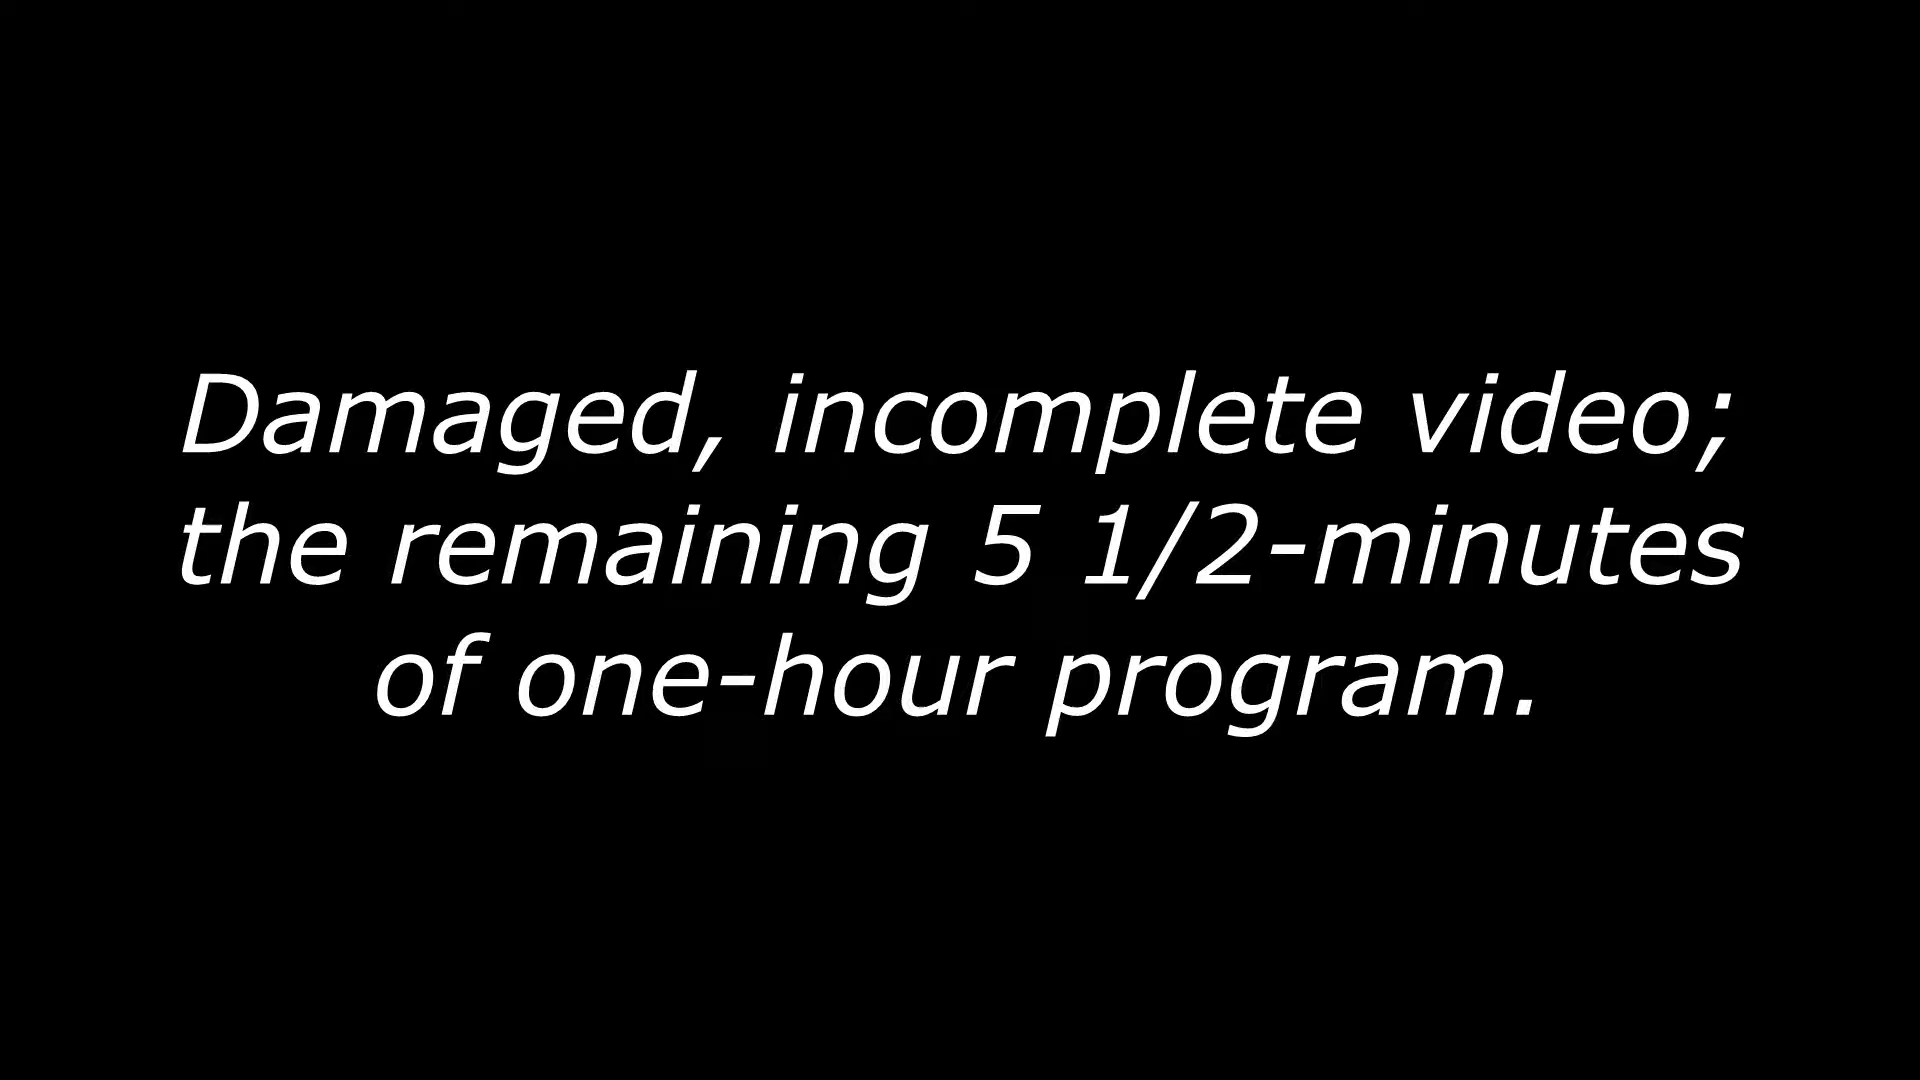 Damaged, incomplete video;
the remaining 5 1/2-minutes
of one-hour program.